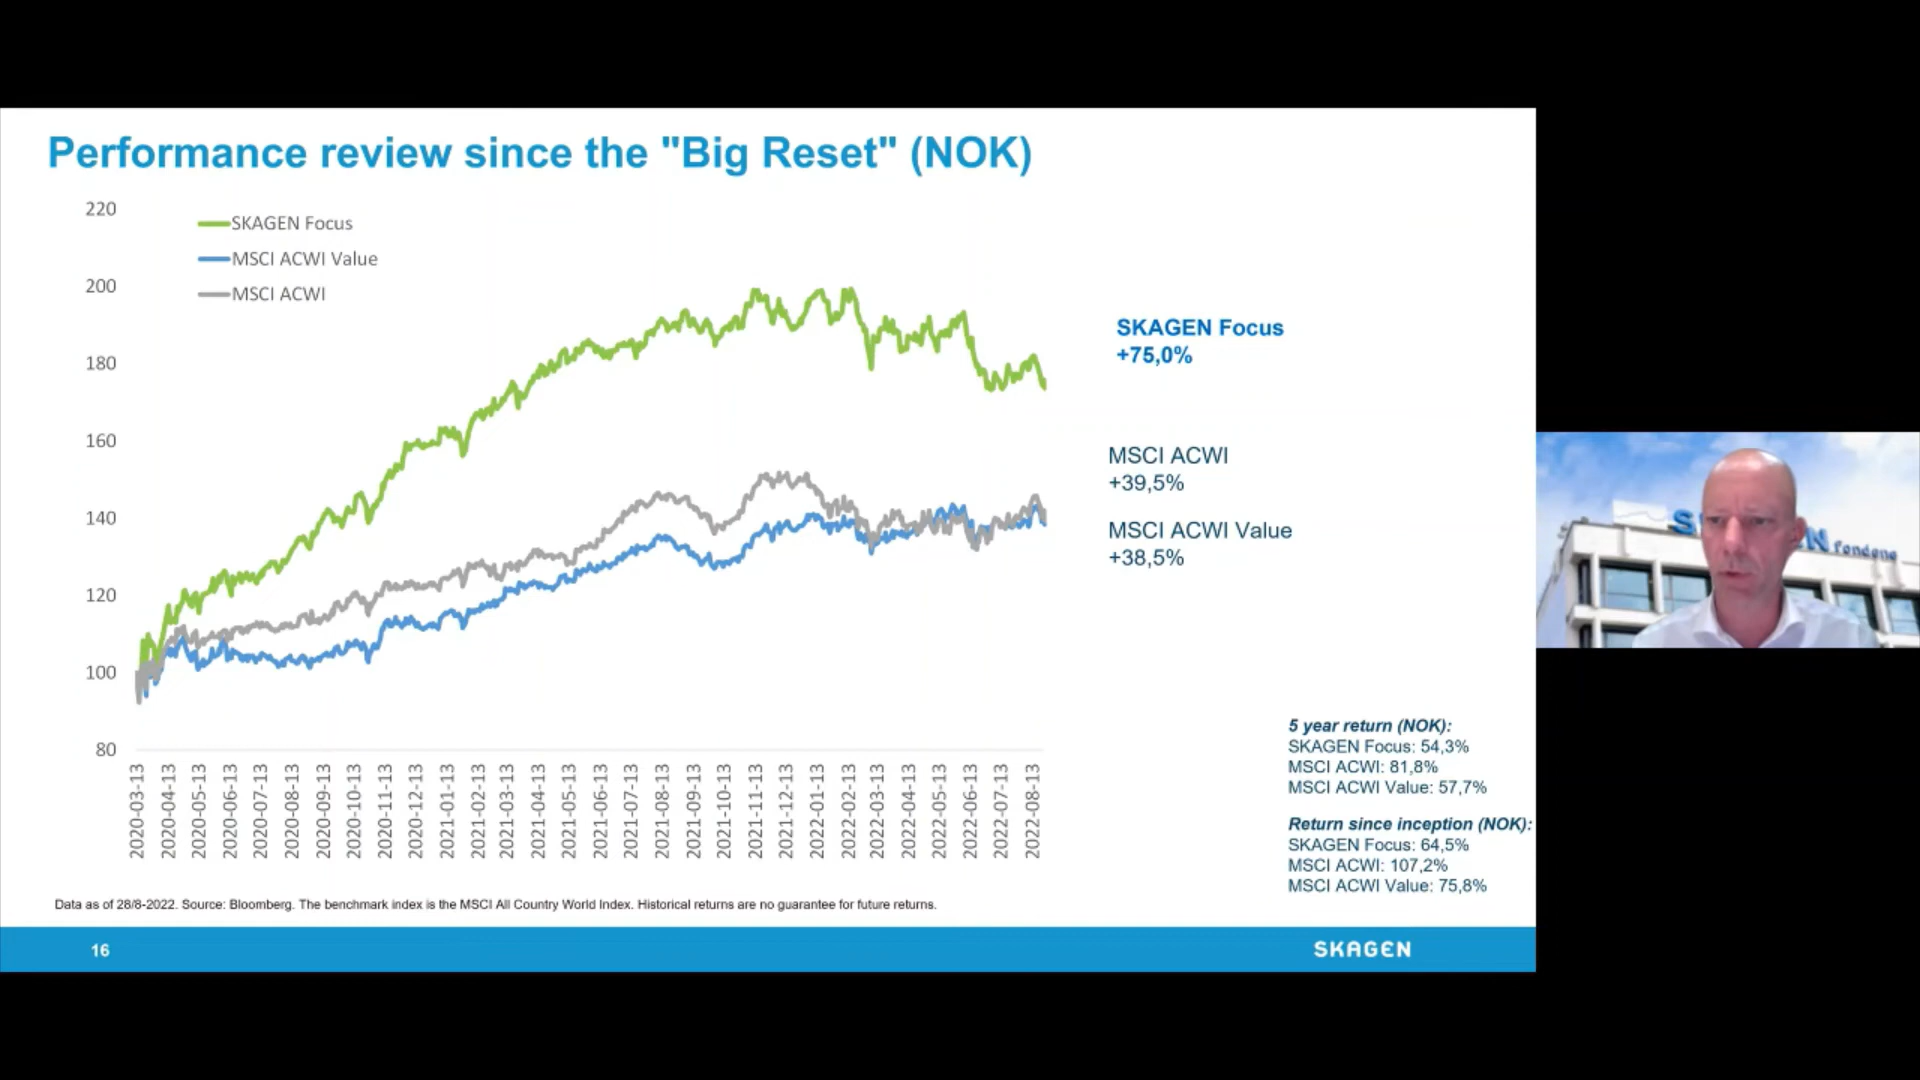 Performance review since the "Big Reset" (NOK)
220
200
180
160
140
120
100
80
SKAGEN Focus
MSCI ACWI Value
MSCI ACWI
2020-03-13
2020-04-13
2020-05-13
2020-06-13
2020-07-13
2020-08-13
2020-09-13
2020-10-13
2020-11-13
2020-12-13
2021-01-13
2021-02-13
2021-03-13
2021-04-13
2021-05-13
2021-06-13
2021-07-13
2021-08-13
2021-09-13
2021-10-13
2021-11-13
2021-12-13
2022-01-13
2022-02-13
2022-03-13
2022-04-13
2022-05-13
2022-06-13
2022-07-13
2022-08-13
SKAGEN Focus
+75,0%
MSCI ACWI
+39,5%
MSCI ACWI Value
+38,5%
5 year return (NOK):
SKAGEN Focus: 54,3%
MSCI ACWI: 81,8%
MSCI ACWI Value: 57,7%
Return since inception (NOK):
SKAGEN Focus: 64,5%
MSCI ACWI: 107,2%
MSCI ACWI Value: 75,8%
Data as of 28/8-2022. Source: Bloomberg. The benchmark index is the MSCI All Country World Index. Historical returns are no guarantee for future returns.
16
SKAGEN
fondene